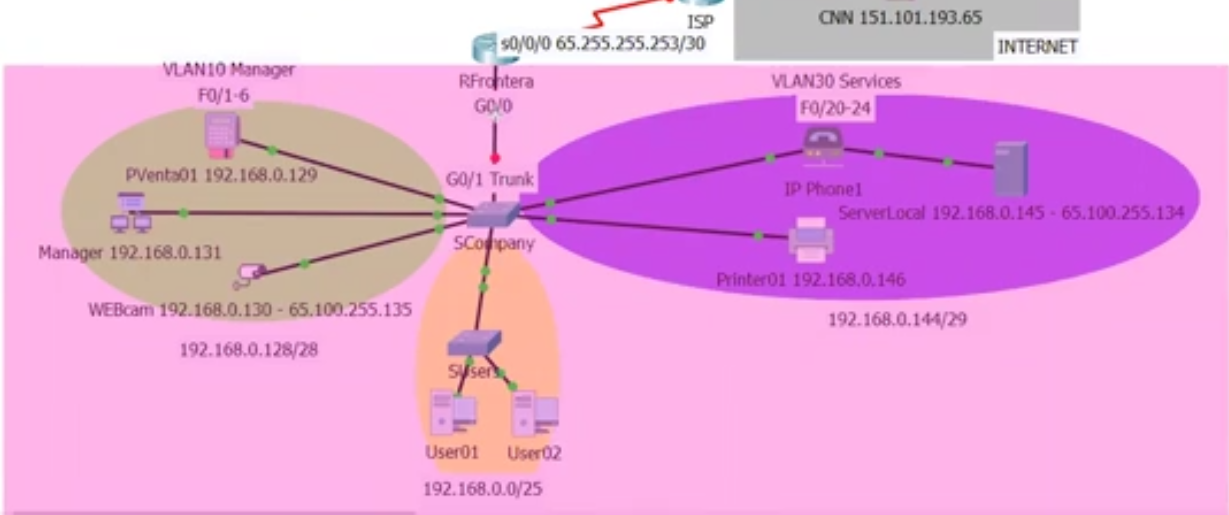 ISP
CNN 151.101.193.65
s0/0/0 65.255.255.253/30
INTERNET
VLAN10 Manager
F0/1-6
RFrontera
G0/0
VLAN30 Services
F0/20-24
PVenta01 192.168.0.129
G0/1 Trunk
IP Phone1
ServerLocal 192.168.0.145 - 65.100.255.134
SCompany
Manager 192.168.0.131
Printer01 192.168.0.146
WEBcam 192.168.0.130 - 65.100.255.135
192.168.0.144/29
192.168.0.128/28
SUsers
User01
User02
192.168.0.0/25